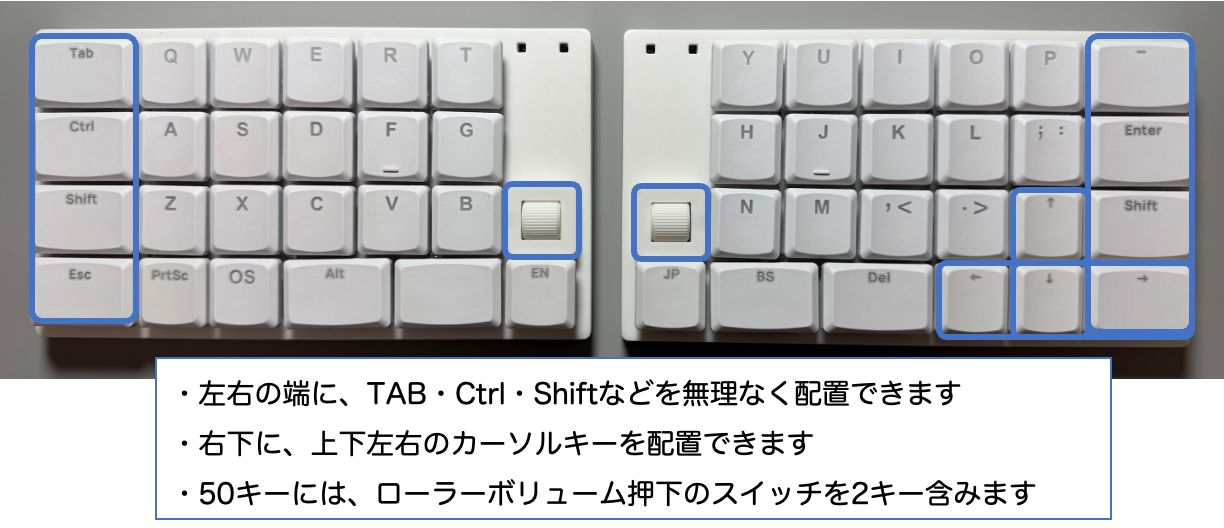 Tab Q W E R T Y U I O P -
Ctrl A S D F G H J K L ; : Enter
Shift Z X C V B N M , < . > ↑ Shift
Esc PrtSc OS Alt EN JP BS Del ← ↓ →
・左右の端に、TAB・Ctrl・Shiftなどを無理なく配置できます
・右下に、上下左右のカーソルキーを配置できます
・50キーには、ローラーボリューム押下のスイッチを2キー含みます